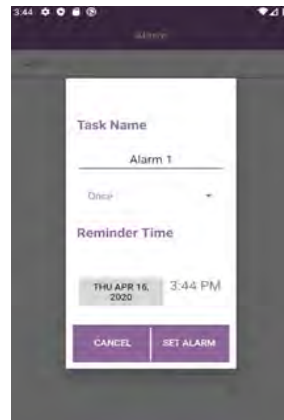 3:44
Alarm
Task Name
Alarm 1
Once
Reminder Time
THU APR 16,
2020
3:44 PM
CANCEL
SET ALARM